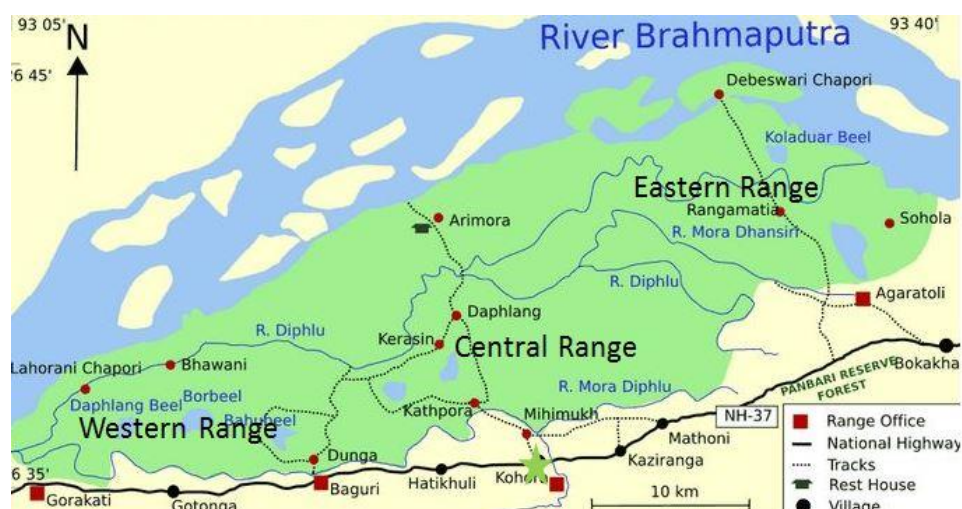 93 05'
93 40'
N
River Brahmaputra
6 45'
Debeswari Chapori
Koladuar Beel
Eastern Range
Rangamatia
Arimora
Sohola
R. Mora Dhansiri
R. Diphlu
Agaratoli
Daphlang
R. Diphlu
Kerasin
Central Range
Lahorani Chapori
Bhawani
Bokakha
PANBARI RESERVE
FOREST
R. Mora Diphlu
Daphlang Beel
Borbeel
Kathpora
Mihimukh
NH-37
Western Range
Mathoni
Range Office
Dunga
Kaziranga
National Highway
6 35'
Baguri
Hatikhuli
Tracks
Gorakati
Gotonga
10 km
Rest House
Village